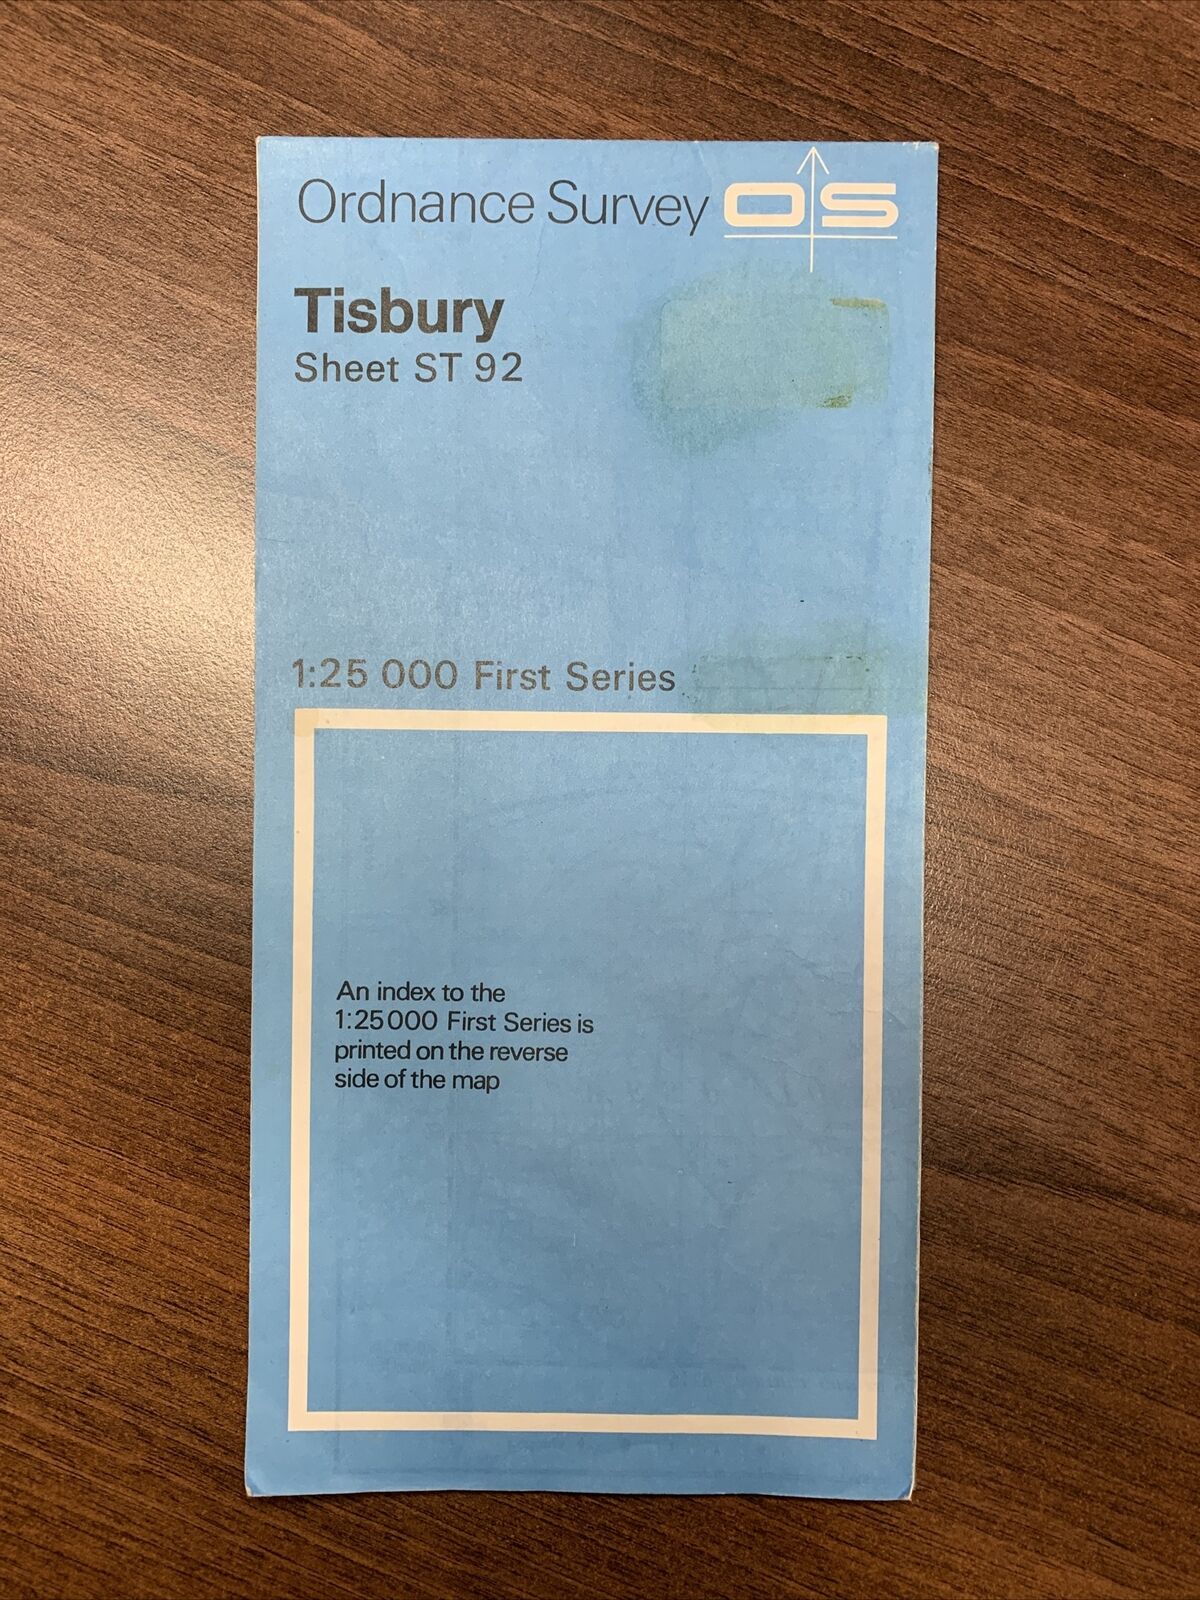 Ordnance Survey OS
Tisbury
Sheet ST 92
1:25 000 First Series
An index to the
1:25000 First Series is
printed on the reverse
side of the map